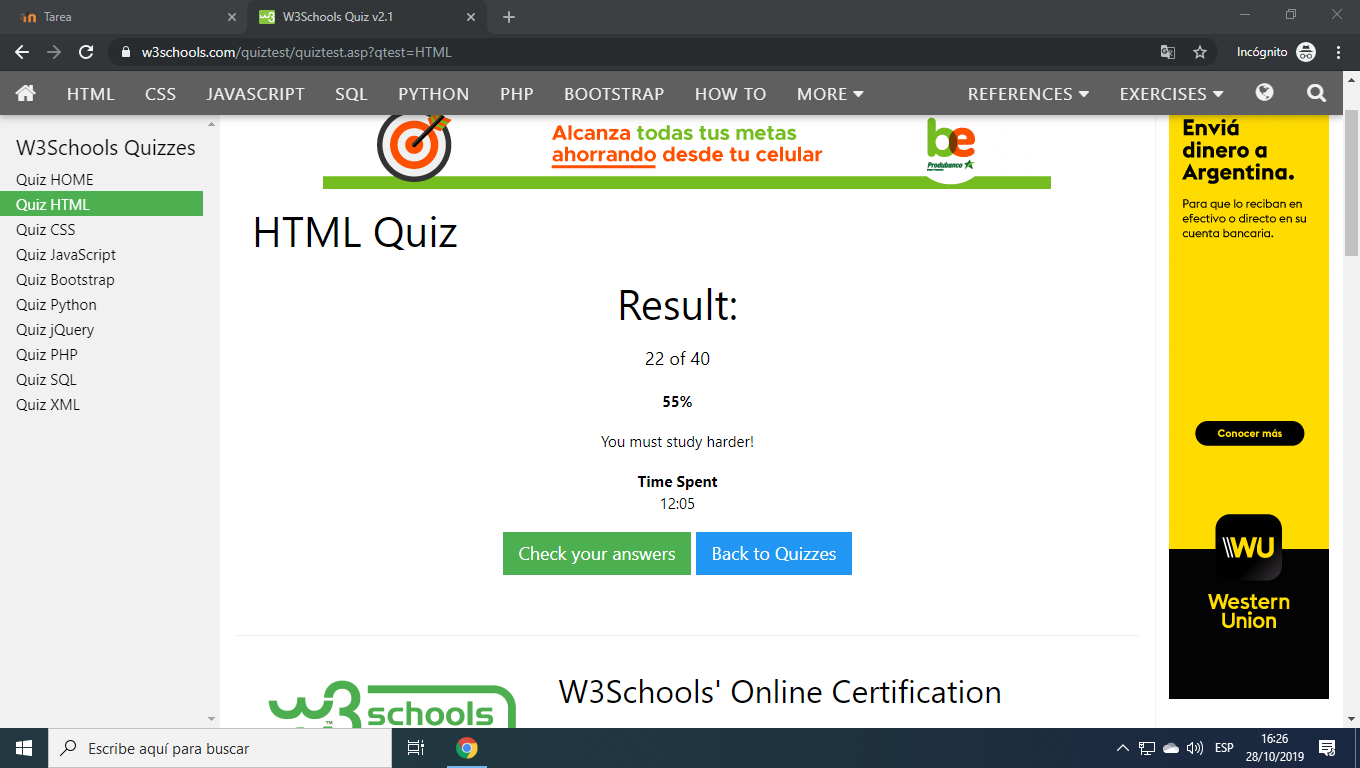 Tarea
W3Schools Quiz v2.1
w3schools.com/quiztest/quiztest.asp?qtest=HTML
Incógnito
HTML CSS JAVASCRIPT SQL PYTHON PHP BOOTSTRAP HOW TO MORE REFERENCES EXERCISES
W3Schools Quizzes
Quiz HOME
Quiz HTML
Quiz CSS
Quiz JavaScript
Quiz Bootstrap
Quiz Python
Quiz jQuery
Quiz PHP
Quiz SQL
Quiz XML
Alcanza todas tus metas
ahorrando desde tu celular
be
Produbanco
HTML Quiz
Result:
22 of 40
55%
You must study harder!
Time Spent
12:05
Check your answers Back to Quizzes
W3Schools' Online Certification
w3schools
TM
Enviá
dinero a
Argentina.
Para que lo reciban en
efectivo o directo en su
cuenta bancaria.
Conocer más
WU
Western
Union
Escribe aquí para buscar
ESP
16:26
28/10/2019